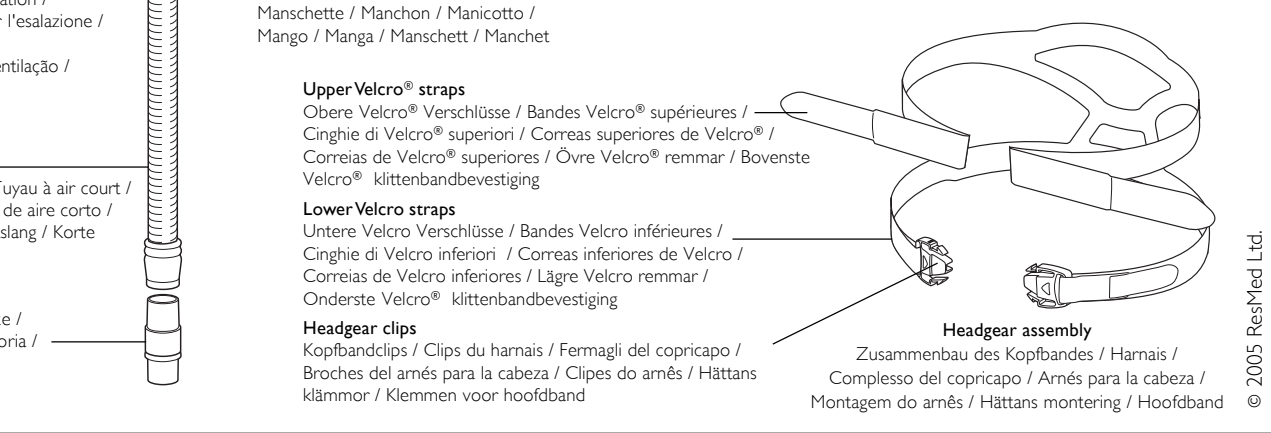 r l'esalazione /
entilação /
Tuyau à air court /
de aire corto /
slang / Korte
oria /
Manschette / Manchon / Manicotto /
Mango / Manga / Manschett / Manchet
Upper Velcro® straps
Obere Velcro® Verschlüsse / Bandes Velcro® supérieures /
Cinghie di Velcro® superiori / Correas superiores de Velcro® /
Correias de Velcro® superiores / Övre Velcro® remmar / Bovenste
Velcro® klittenbandbevestiging
Lower Velcro straps
Untere Velcro Verschlüsse / Bandes Velcro inférieures /
Cinghie di Velcro inferiori / Correas inferiores de Velcro /
Correias de Velcro inferiores / Lägre Velcro remmar /
Onderste Velcro® klittenbandbevestiging
Headgear clips
Kopfbandclips / Clips du harnais / Fermagli del copricapo /
Broches del arnés para la cabeza / Clipes do arnês / Hättans
klämmor / Klemmen voor hoofdband
Headgear assembly
Zusammenbau des Kopfbandes / Harnais /
Complesso del copricapo / Arnés para la cabeza /
Montagem do arnês / Hättans montering / Hoofdband
© 2005 ResMed Ltd.